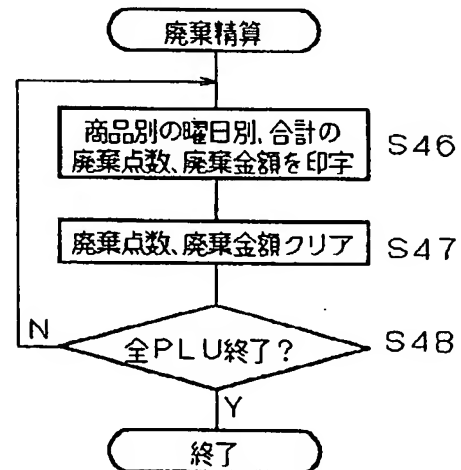 廃棄精算
商品別の曜日別、合計の
廃棄点数、廃棄金額を印字
S46
廃棄点数、廃棄金額クリア
S47
N
全PLU終了?
S48
Y
終了